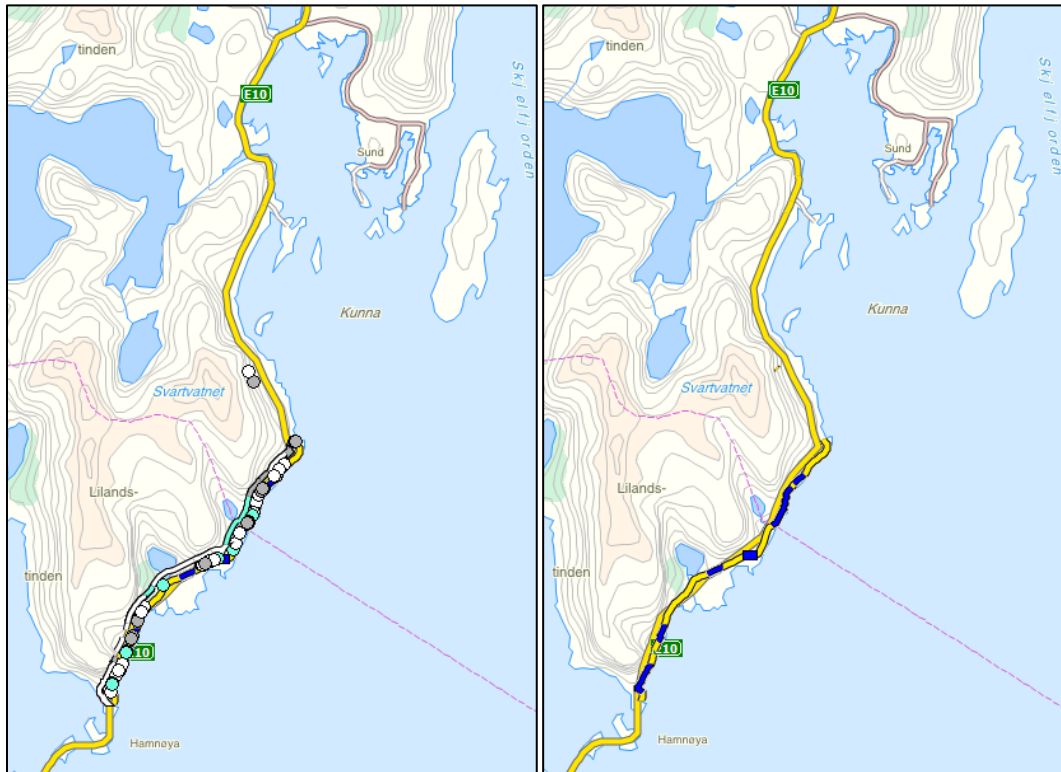 tinden
E10
Sund
Skjelfjorden
Kunna
Svartvatnet
Lilands-
tinden
10
Hamnøya
tinden
E10
Sund
Skjelfjorden
Kunna
Svartvatnet
Lilands-
tinden
E10
Hamnøya